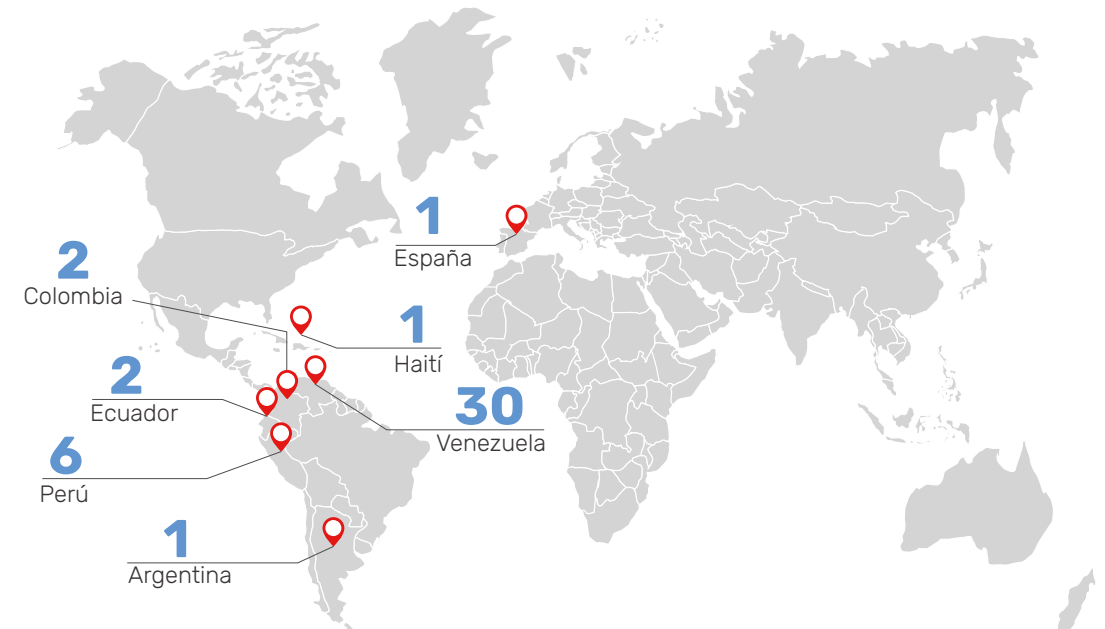 1
España
2
Colombia
1
Haití
2
Ecuador
30
Venezuela
6
Perú
1
Argentina